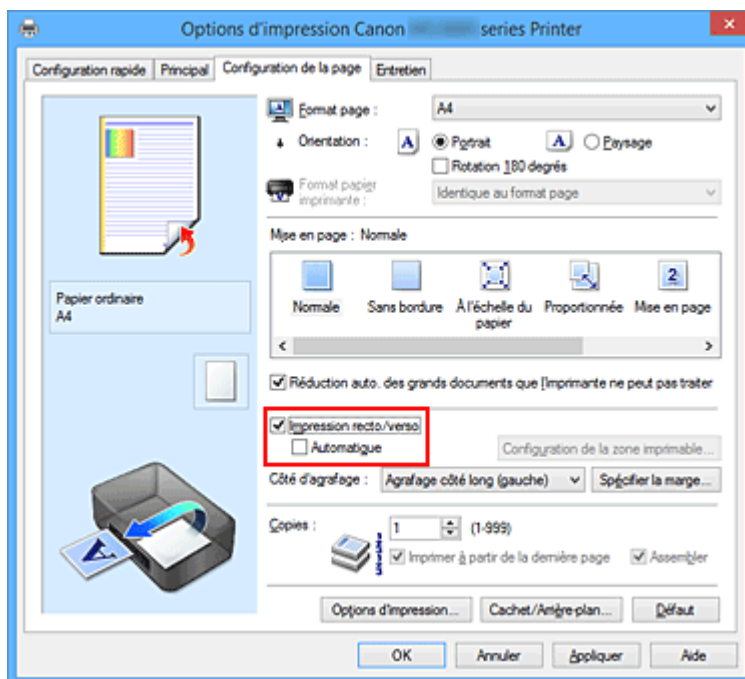 Options d'impression Canon series Printer
Configuration rapide Principal Configuration de la page Entretien
Format page : A4
Orientation : A Portrait A Paysage
Rotation 180 degrés
Format papier imprimante : Identique au format page
Mise en page : Normale
Normale Sans bordure À l'échelle du papier Proportionnée Mise en page
Papier ordinaire
A4
Réduction auto. des grands documents que l'imprimante ne peut pas traiter
Impression recto/verso
Automatique Configuration de la zone imprimable...
Côté d'agrafage : Agrafage côté long (gauche) Spécifier la marge...
Copies : 1 (1-999)
Imprimer à partir de la dernière page Assembler
Options d'impression... Cachet/Arrière-plan... Défaut
OK Annuler Appliquer Aide